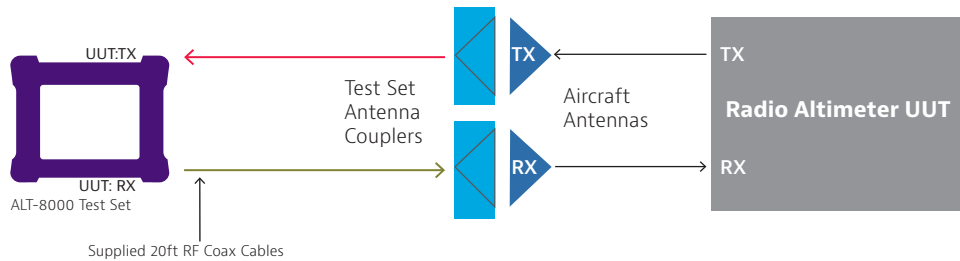 UUT:TX
UUT: RX
ALT-8000 Test Set
Supplied 20ft RF Coax Cables
Test Set
Antenna
Couplers
TX
RX
Aircraft
Antennas
TX
Radio Altimeter UUT
RX